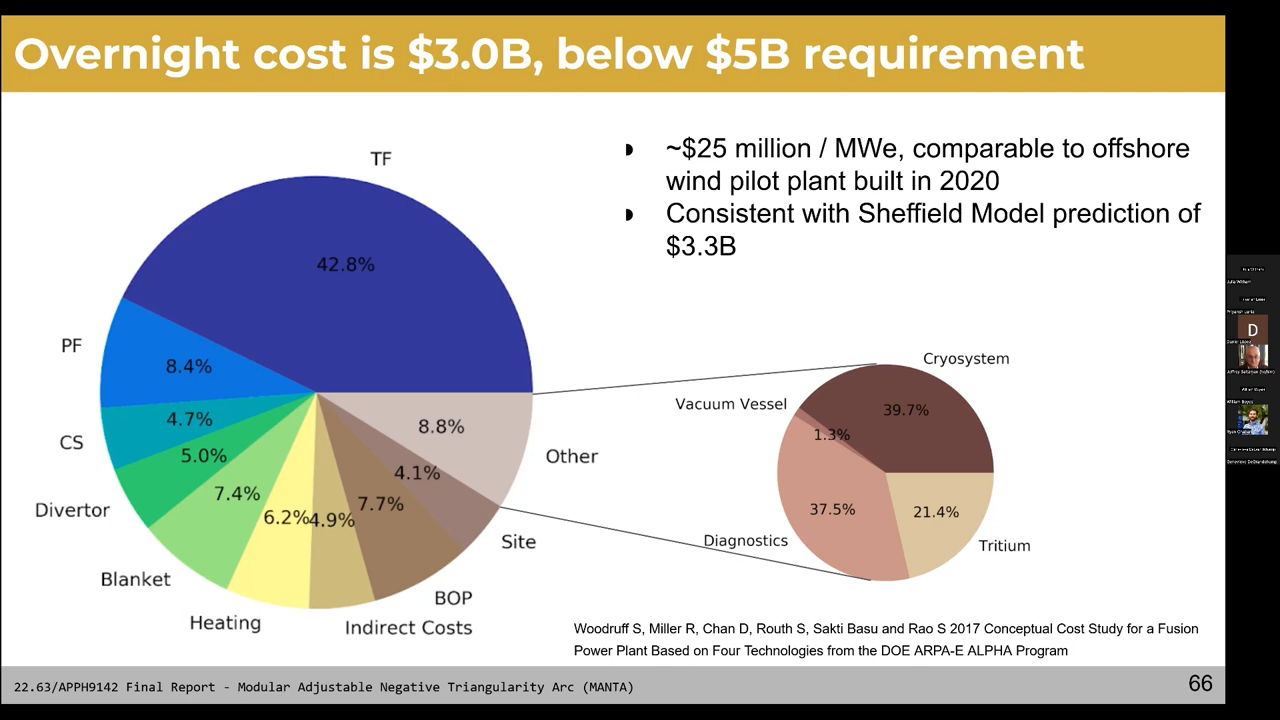 Overnight cost is $3.0B, below $5B requirement
~$25 million / MWe, comparable to offshore
wind pilot plant built in 2020
Consistent with Sheffield Model prediction of
$3.3B
TF
42.8%
PF
8.4%
CS
4.7%
Divertor
5.0%
Blanket
7.4%
Heating
6.2%
Indirect Costs
4.9%
BOP
7.7%
Site
4.1%
Other
8.8%
Cryosystem
39.7%
Vacuum Vessel
1.3%
Diagnostics
37.5%
Tritium
21.4%
Woodruff S, Miller R, Chan D, Routh S, Sakti Basu and Rao S 2017 Conceptual Cost Study for a Fusion
Power Plant Based on Four Technologies from the DOE ARPA-E ALPHA Program
22.63/APPH9142 Final Report - Modular Adjustable Negative Triangularity Arc (MANTA)
66
D